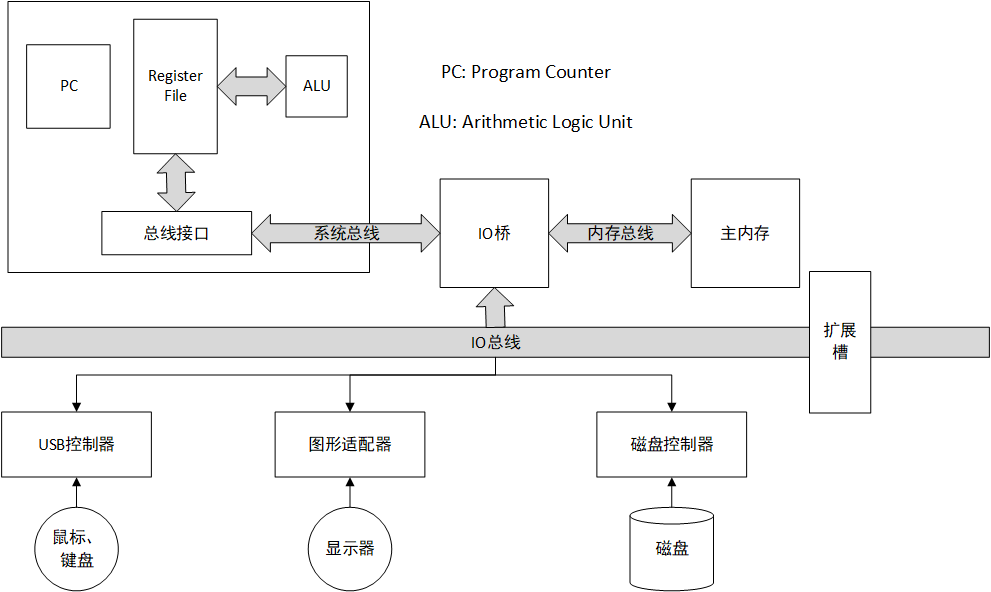 PC
Register
File
ALU
PC: Program Counter
ALU: Arithmetic Logic Unit
总线接口
系统总线
IO桥
内存总线
主内存
扩展
槽
IO总线
USB控制器
图形适配器
磁盘控制器
鼠标、
键盘
显示器
磁盘